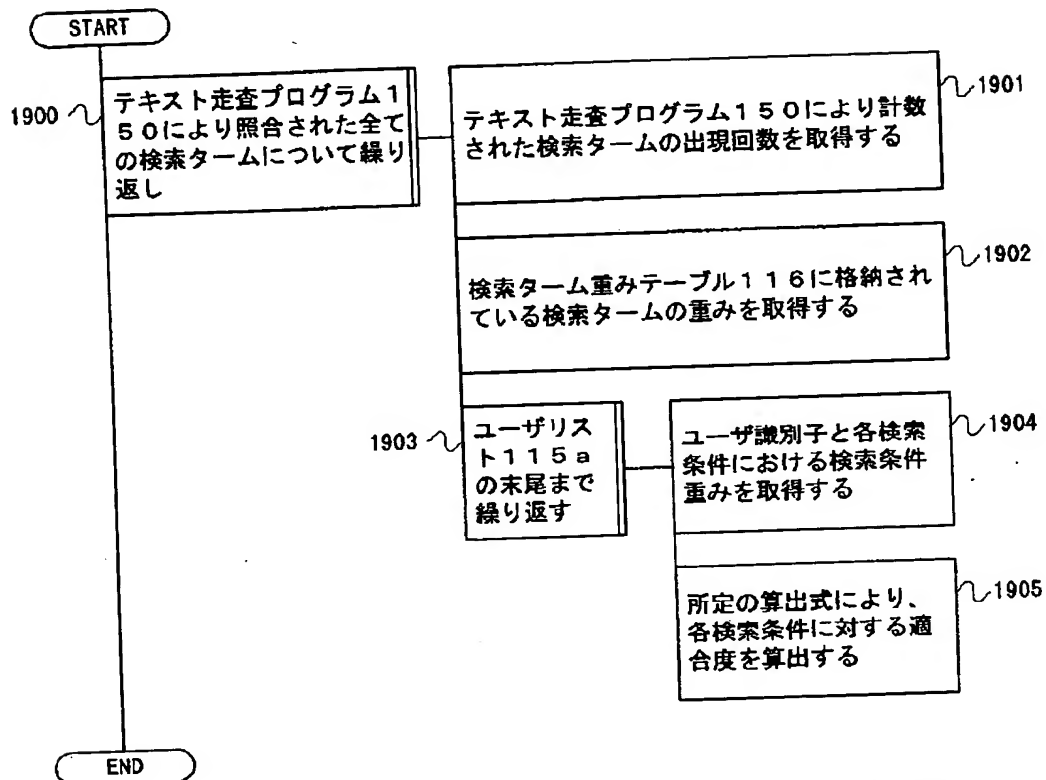 START
1900
テキスト走査プログラム１
５０により照合された全て
の検索タームについて繰り
返し
1901
テキスト走査プログラム１５０により計数
された検索タームの出現回数を取得する
1902
検索ターム重みテーブル１１６に格納され
ている検索タームの重みを取得する
1903
ユーザリス
ト１１５ａ
の末尾まで
繰り返す
1904
ユーザ識別子と各検索
条件における検索条件
重みを取得する
1905
所定の算出式により、
各検索条件に対する適
合度を算出する
END